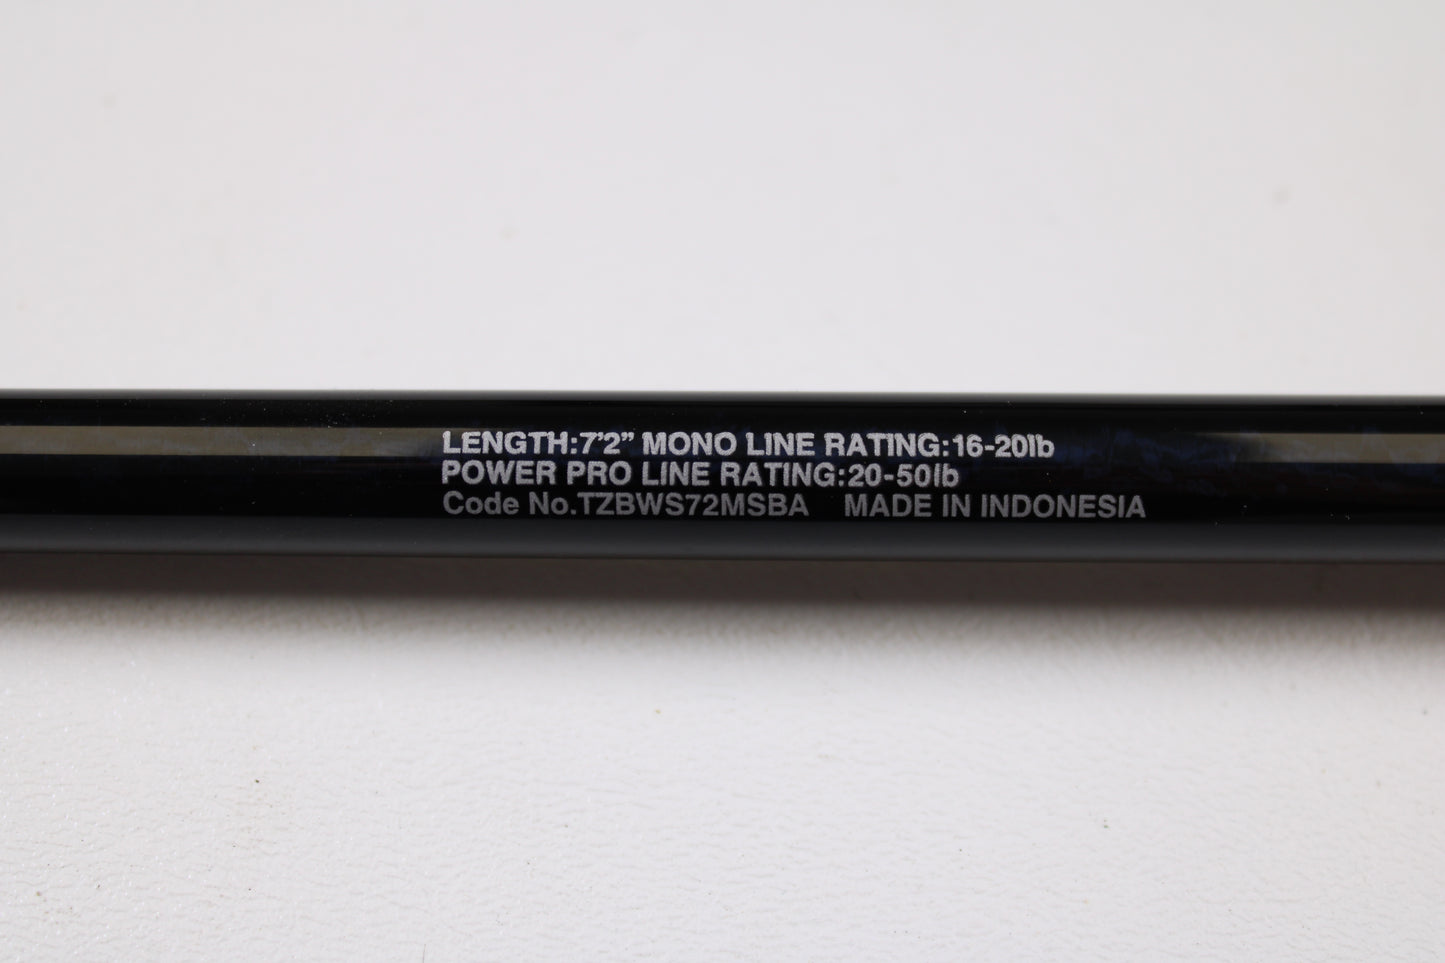 LENGTH:7'2" MONO LINE RATING:16-20lb
POWER PRO LINE RATING:20-50lb
Code No.TZBWS72MSBA MADE IN INDONESIA